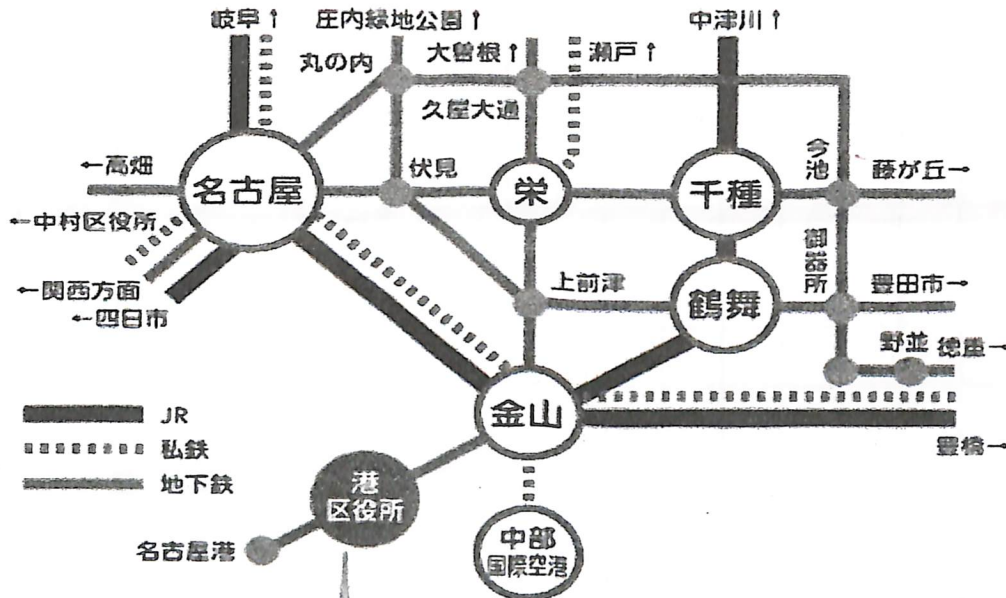 岐阜↑
庄内緑地公園↑
中津川↑
丸の内
大曽根↑
瀬戸↑
久屋大通
←高畑
名古屋
伏見
栄
千種
今池
藤が丘→
←中村区役所
御器所
←関西方面
上前津
鶴舞
豊田市→
←四日市
野並
徳重→
金山
JR
私鉄
豊橋→
地下鉄
港
区役所
名古屋港
中部
国際空港